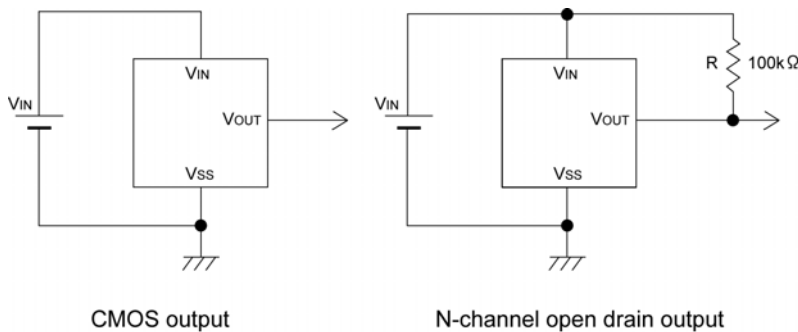 VIN
VIN
VOUT
VSS
CMOS output
VIN
VIN
VOUT
VSS
R 100kΩ
N-channel open drain output